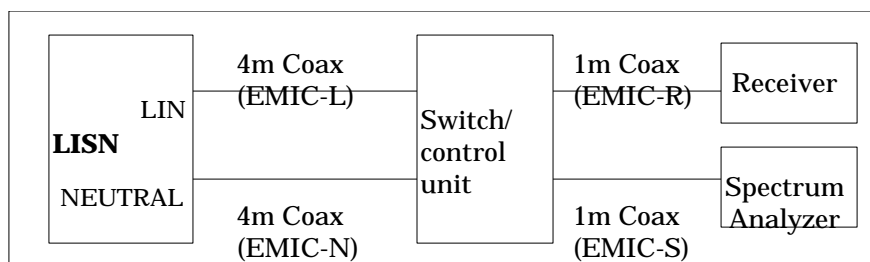 4m Coax
(EMIC-L)
1m Coax
(EMIC-R)
Receiver
LIN
LISN
NEUTRAL
Switch/
control
unit
4m Coax
(EMIC-N)
1m Coax
(EMIC-S)
Spectrum
Analyzer